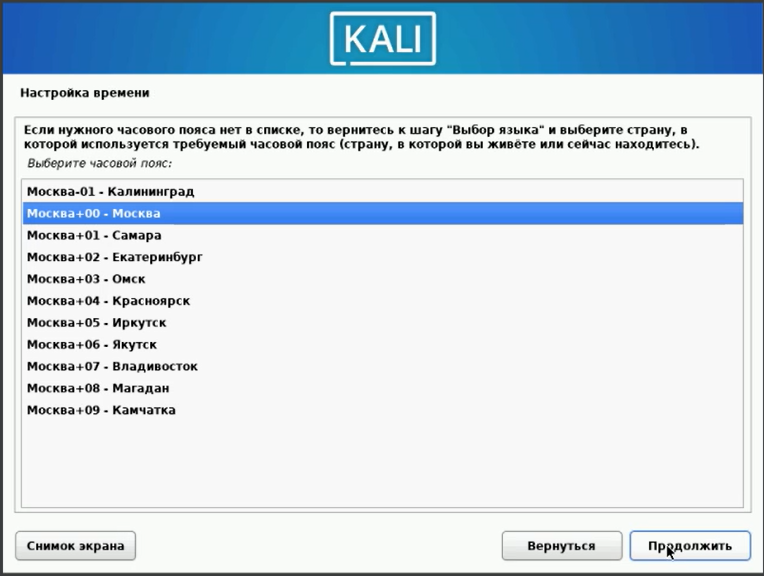 KALI
Настройка времени
Если нужного часового пояса нет в списке, то вернитесь к шагу "Выбор языка" и выберите страну, в
которой используется требуемый часовой пояс (страну, в которой вы живёте или сейчас находитесь).
Выберите часовой пояс:
Москва-01 - Калининград
Москва+00 - Москва
Москва+01 - Самара
Москва+02 - Екатеринбург
Москва+03 - Омск
Москва+04 - Красноярск
Москва+05 - Иркутск
Москва+06 - Якутск
Москва+07 - Владивосток
Москва+08 - Магадан
Москва+09 - Камчатка
Снимок экрана
Вернуться
Продолжить